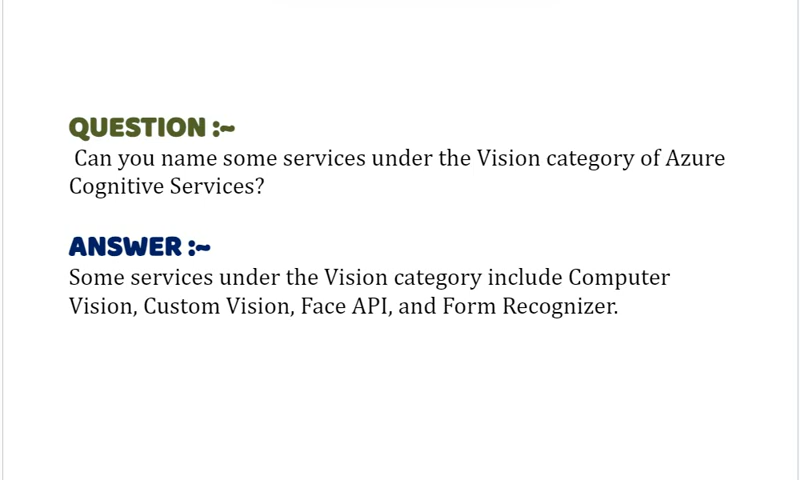 QUESTION :~
Can you name some services under the Vision category of Azure
Cognitive Services?
ANSWER :~
Some services under the Vision category include Computer
Vision, Custom Vision, Face API, and Form Recognizer.